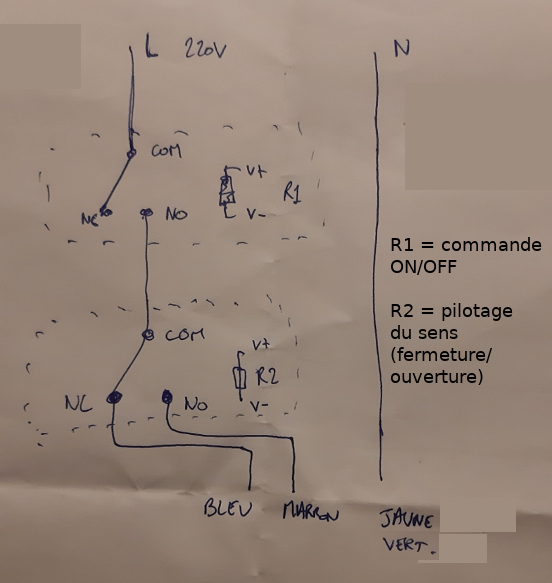 L 220V
N
COM
V+
R1
NC
NO
V-
R1 = commande
ON/OFF
R2 = pilotage
du sens
(fermeture/
ouverture)
COM
V+
R2
NC
NO
V-
BLEU MARRON
JAUNE
VERT.